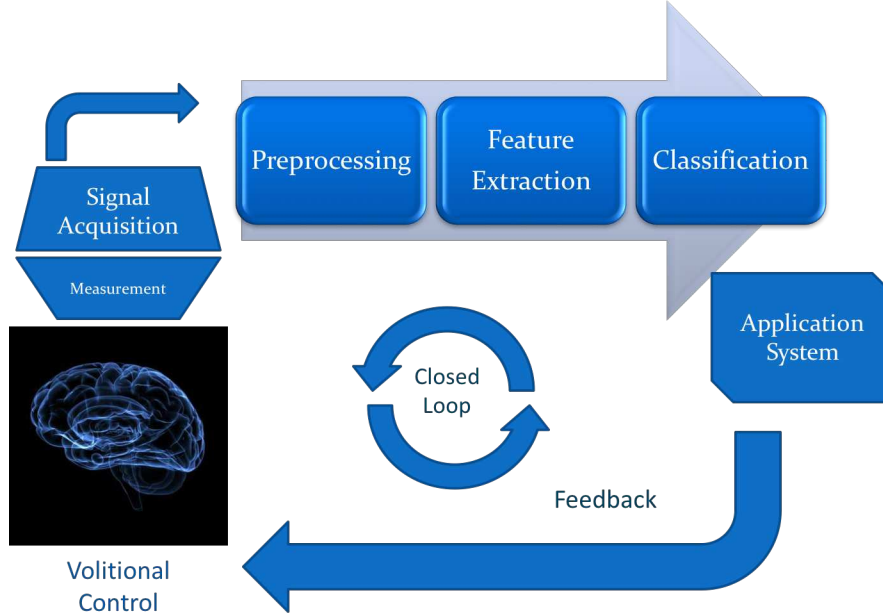 Preprocessing
Feature
Extraction
Classification
Signal
Acquisition
Measurement
Application
System
Closed
Loop
Feedback
Volitional
Control